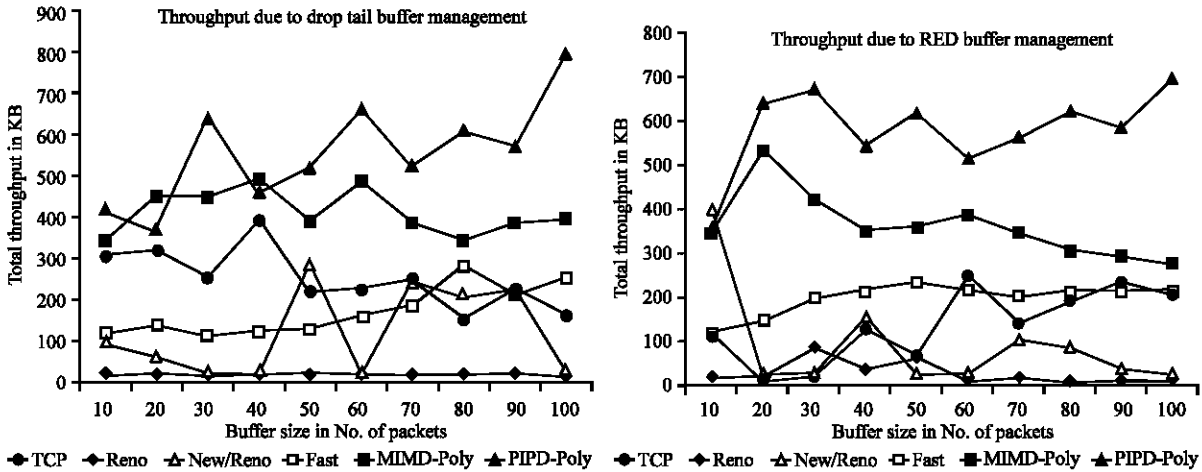 Throughput due to drop tail buffer management
Total throughput in KB
900
800
700
600
500
400
300
200
100
0
10 20 30 40 50 60 70 80 90 100
Buffer size in No. of packets
TCP Reno New/Reno Fast MIMD-Poly PIPD-Poly
Throughput due to RED buffer management
Total throughput in KB
800
700
600
500
400
300
200
100
0
10 20 30 40 50 60 70 80 90 100
Buffer size in No. of packets
TCP Reno New/Reno Fast MIMD-Poly PIPD-Poly